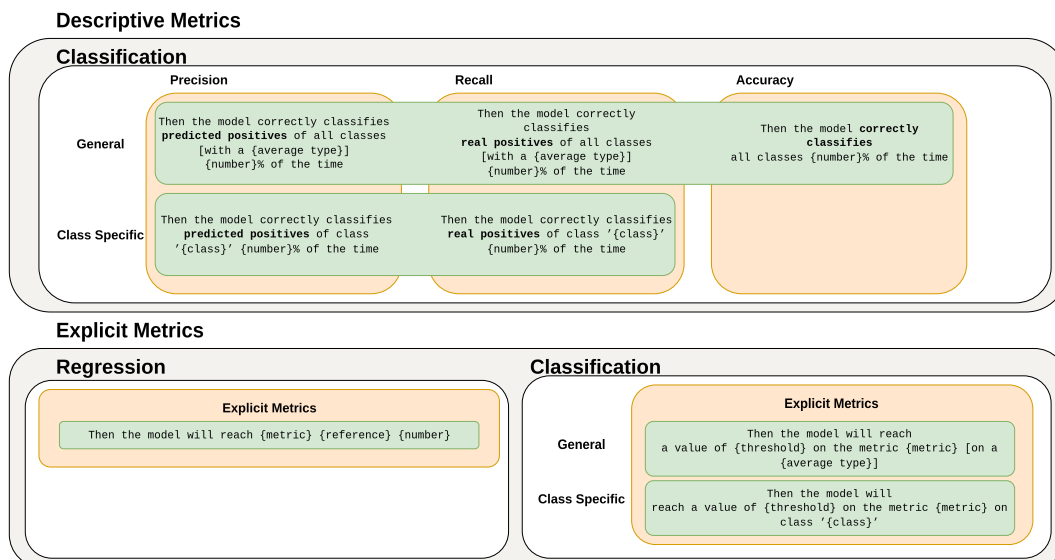 Descriptive Metrics
Classification
Precision
Recall
Accuracy
General
Then the model correctly classifies
predicted positives of all classes
[with a {average type}]
{number}% of the time
Then the model correctly
classifies
real positives of all classes
[with a {average type}]
{number}% of the time
Then the model correctly
classifies
all classes {number}% of the time
Class Specific
Then the model correctly classifies
predicted positives of class
’{class}’ {number}% of the time
Then the model correctly classifies
real positives of class ’{class}’
{number}% of the time
Explicit Metrics
Regression
Explicit Metrics
Then the model will reach {metric} {reference} {number}
Classification
Explicit Metrics
General
Then the model will reach
a value of {threshold} on the metric {metric} [on a
{average type}]
Class Specific
Then the model will
reach a value of {threshold} on the metric {metric} on
class ’{class}’